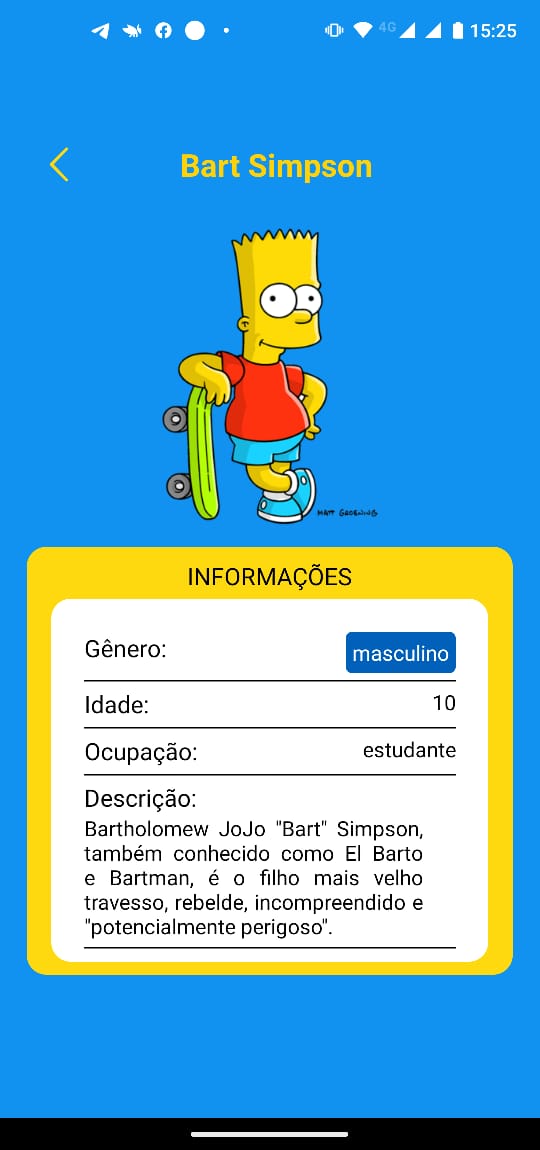 4G 15:25
Bart Simpson
MATT GROENING
INFORMAÇÕES
Gênero: masculino
Idade: 10
Ocupação: estudante
Descrição:
Bartholomew JoJo "Bart" Simpson,
também conhecido como El Barto
e Bartman, é o filho mais velho
travesso, rebelde, incompreendido e
"potencialmente perigoso".